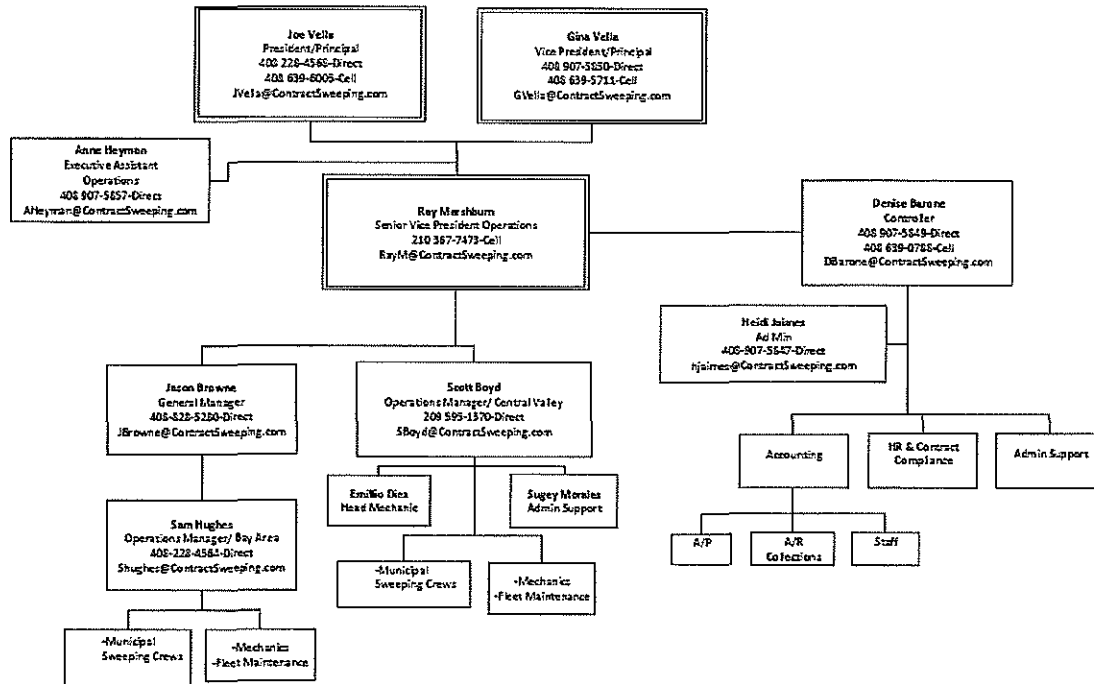 Joe Vella
President/Principal
408 228-4568-Direct
408 639-6005-Cell
JVella@ContractSweeping.com
Gina Vella
Vice President/Principal
408 907-5850-Direct
408 639-5711-Cell
GVella@ContractSweeping.com
Anne Heyman
Executive Assistant
Operations
408 907-5857-Direct
AHeyman@ContractSweeping.com
Ray Mershburn
Senior Vice President Operations
210 367-7473-Cell
RayM@ContractSweeping.com
Denise Barone
Controller
408 907-5849-Direct
408 639-0788-Cell
DBarone@ContractSweeping.com
Heidi Jaimes
Ad Min
408-907-5847-Direct
hjaimes@ContractSweeping.com
Jason Browne
General Manager
408-828-5280-Direct
JBrowne@ContractSweeping.com
Scott Boyd
Operations Manager/ Central Valley
209 595-1570-Direct
SBoyd@ContractSweeping.com
Accounting
HR & Contract
Compliance
Admin Support
Emillio Diez
Head Mechanic
Sugey Morales
Admin Support
Sam Hughes
Operations Manager/ Bay Area
408-228-4564-Direct
Shughes@ContractSweeping.com
A/P
A/R
Collections
Staff
-Municipal
Sweeping Crews
-Mechanics
-Fleet Maintenance
-Municipal
Sweeping Crews
-Mechanics
-Fleet Maintenance